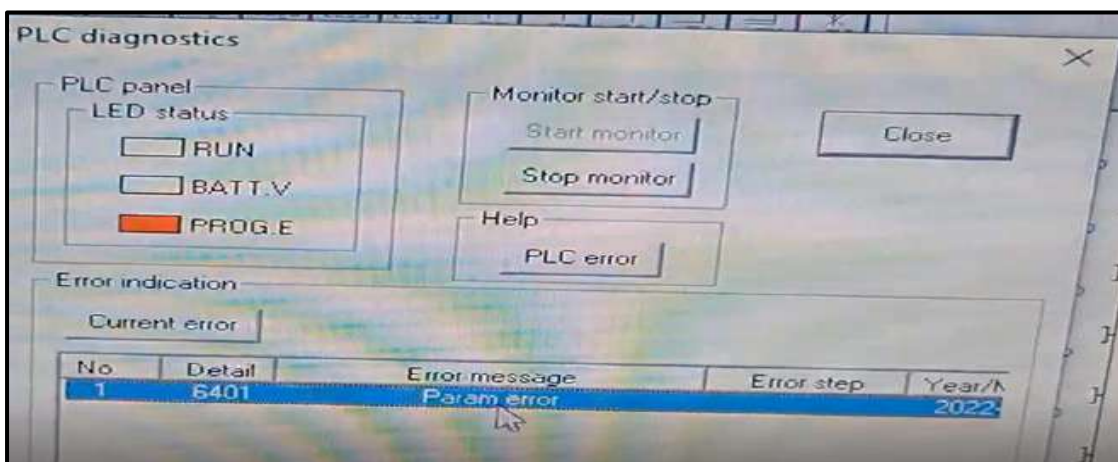 PLC diagnostics
PLC panel
LED status
RUN
BATT.V
PROG.E
Monitor start/stop
Start monitor
Stop monitor
Close
Help
PLC error
Error indication
Current error
No Detail Error message Error step Year/M
1 6401 Param error 2022-